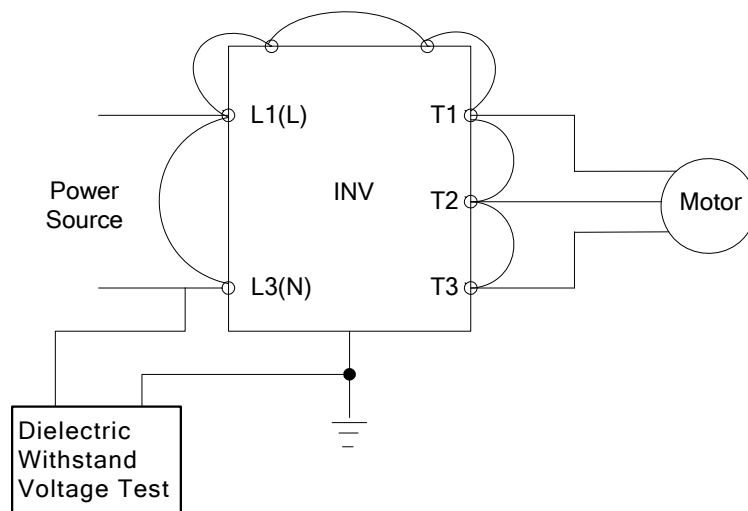 L1(L)
T1
Power
Source
INV
T2
Motor
L3(N)
T3
Dielectric
Withstand
Voltage Test